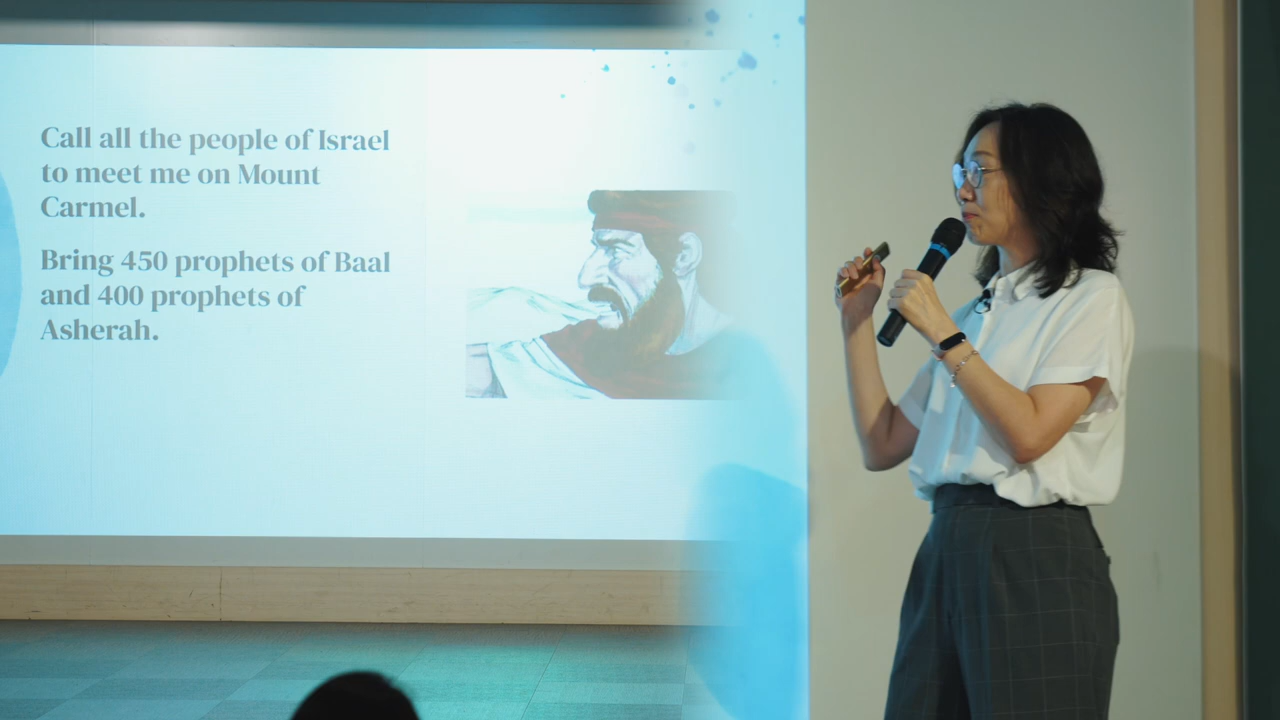 Call all the people of Israel
to meet me on Mount
Carmel.
Bring 450 prophets of Baal
and 400 prophets of
Asherah.